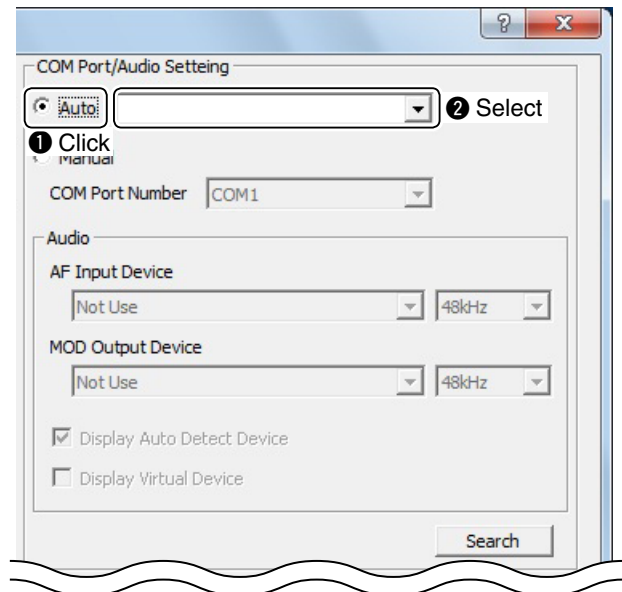 ? X
COM Port/Audio Setteing
Auto
❷ Select
❶ Click
Manual
COM Port Number COM1
Audio
AF Input Device
Not Use 48kHz
MOD Output Device
Not Use 48kHz
Display Auto Detect Device
Display Virtual Device
Search